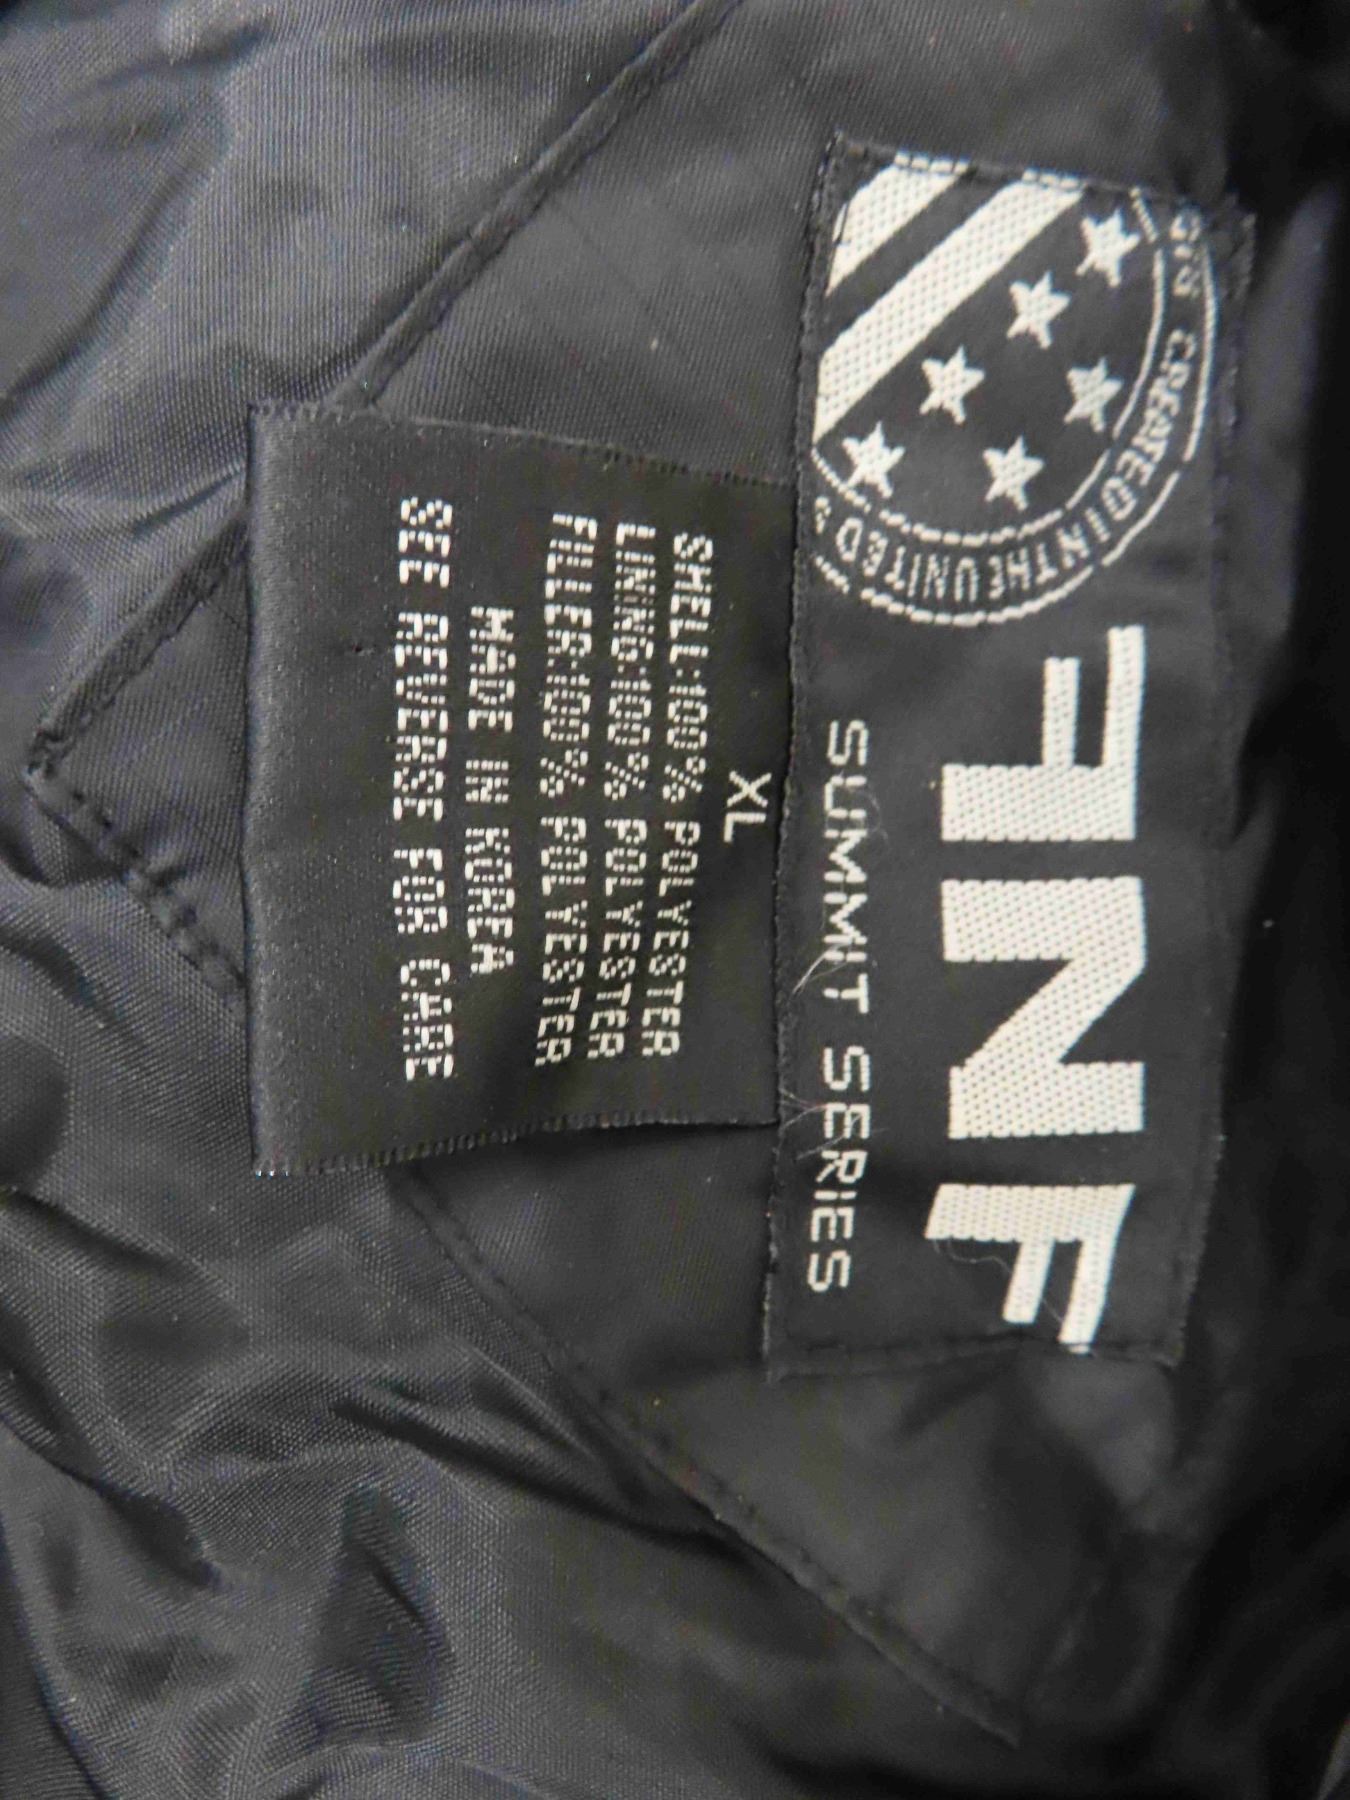 CREATED IN THE UNITED S
FNF
SUMMIT SERIES
XL
SHELL:100% POLYESTER
LINING:100% POLYESTER
FILLER:100% POLYESTER
MADE IN KOREA
SEE REVERSE FOR CARE